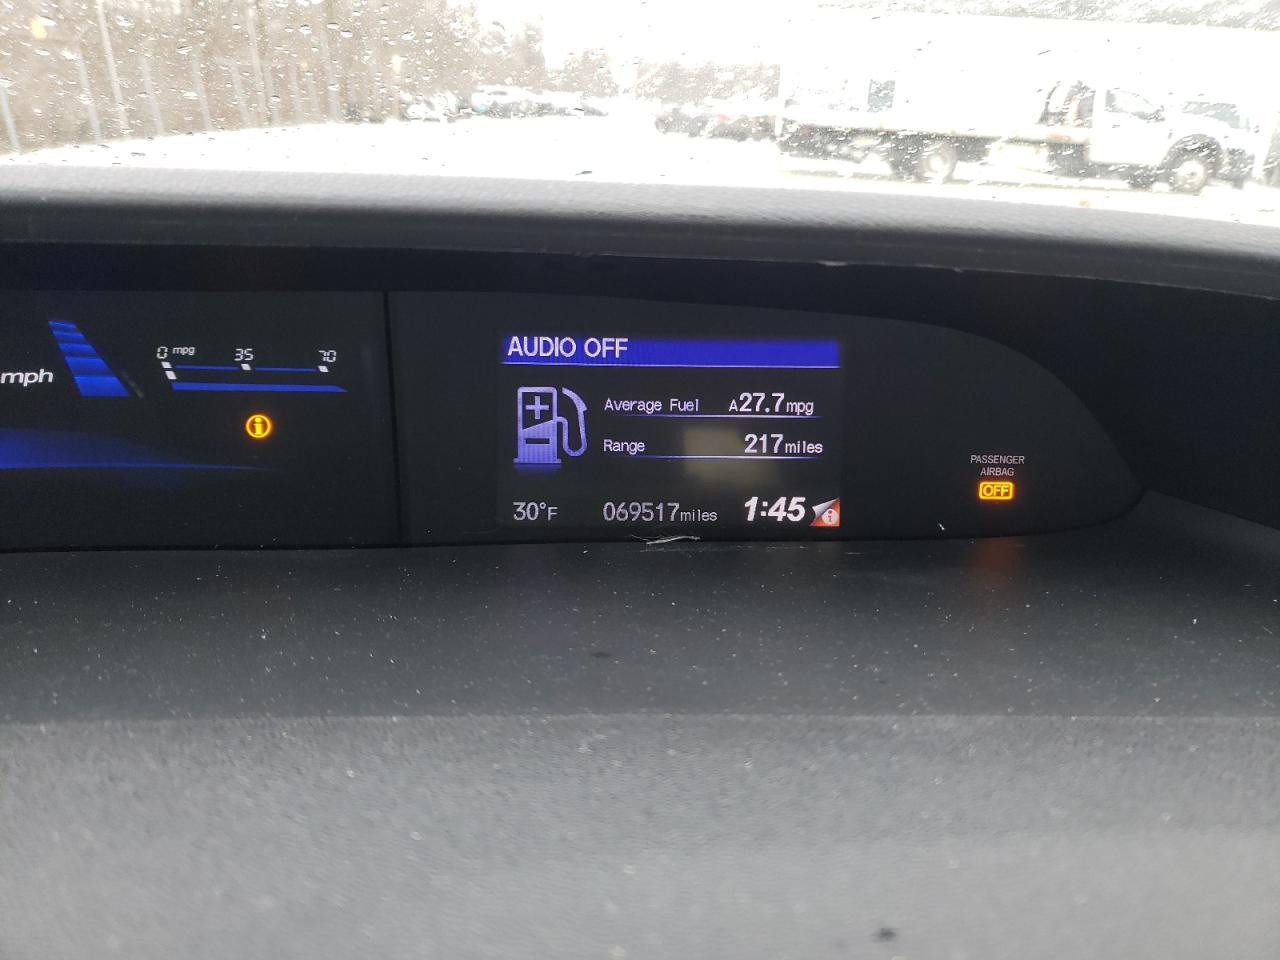 mph
0 mpg 35 70
AUDIO OFF
Average Fuel A27.7mpg
Range 217miles
30°F 069517miles 1:45
PASSENGER
AIRBAG
OFF